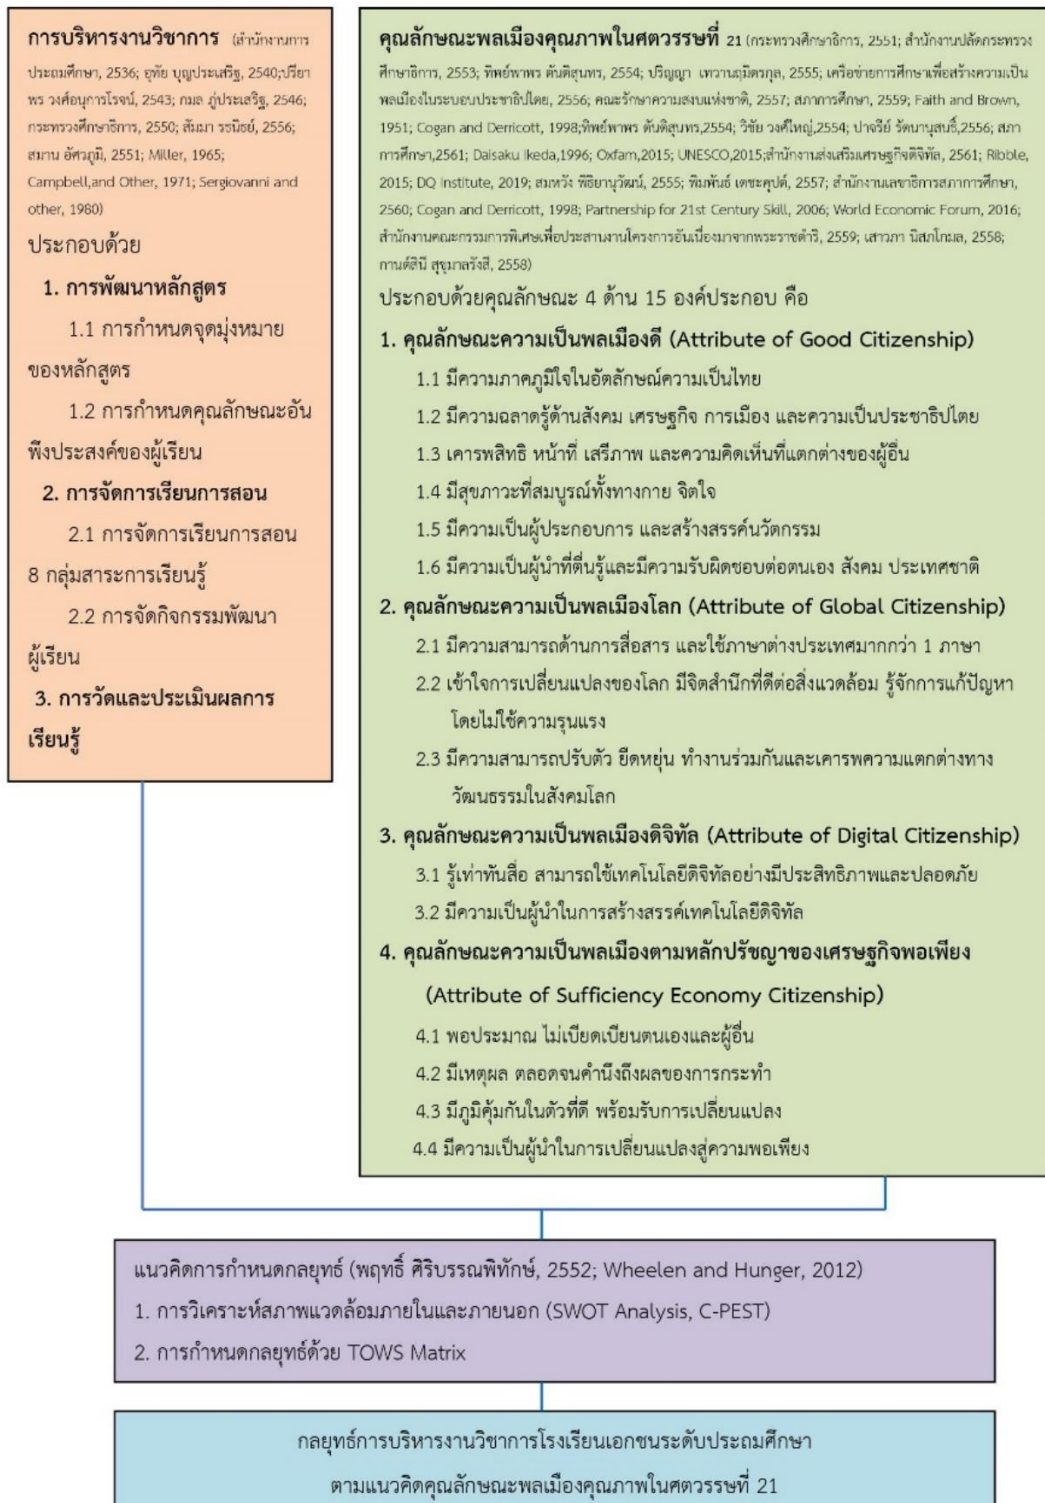 การบริหารงานวิชาการ (สำนักงานการ
ประถมศึกษา, 2536; อุทัย บุญประเสริฐ, 2540;ปรียา
พร วงศ์อนุการโรจน์, 2543; กมล ภู่ประเสริฐ, 2546;
กระทรวงศึกษาธิการ, 2550; สัมมา รธนิธย์, 2556;
สมาน อัศวภูมิ, 2551; Miller, 1965;
Campbell,and Other, 1971; Sergiovanni and
other, 1980)
ประกอบด้วย
1. การพัฒนาหลักสูตร
1.1 การกำหนดจุดมุ่งหมาย
ของหลักสูตร
1.2 การกำหนดคุณลักษณะอัน
พึงประสงค์ของผู้เรียน
2. การจัดการเรียนการสอน
2.1 การจัดการเรียนการสอน
8 กลุ่มสาระการเรียนรู้
2.2 การจัดกิจกรรมพัฒนา
ผู้เรียน
3. การวัดและประเมินผลการ
เรียนรู้
คุณลักษณะพลเมืองคุณภาพในศตวรรษที่ 21 (กระทรวงศึกษาธิการ, 2551; สำนักงานปลัดกระทรวง
ศึกษาธิการ, 2553; ทิพย์พาพร ตันติสุนทร, 2554; ปริญญา เทวานฤมิตรกุล, 2555; เครือข่ายการศึกษาเพื่อสร้างความเป็น
พลเมืองในระบอบประชาธิปไตย, 2556; คณะรักษาความสงบแห่งชาติ, 2557; สภาการศึกษา, 2559; Faith and Brown,
1951; Cogan and Derricott, 1998;ทิพย์พาพร ตันติสุนทร,2554; วิชัย วงศ์ใหญ่,2554; ปาจรีย์ รัตนานุสนธิ์,2556; สภา
การศึกษา,2561; Daisaku Ikeda,1996; Oxfam,2015; UNESCO,2015;สำนักงานส่งเสริมเศรษฐกิจดิจิทัล, 2561; Ribble,
2015; DQ Institute, 2019; สมหวัง พิธิยานุวัฒน์, 2555; พิมพันธ์ เดชะคุปต์, 2557; สำนักงานเลขาธิการสภาการศึกษา,
2560; Cogan and Derricott, 1998; Partnership for 21st Century Skill, 2006; World Economic Forum, 2016;
สำนักงานคณะกรรมการพิเศษเพื่อประสานงานโครงการอันเนื่องมาจากพระราชดำริ, 2559; เสาวภา นิสภโกมล, 2558;
กานต์สินี สุขุมาลรังสี, 2558)
ประกอบด้วยคุณลักษณะ 4 ด้าน 15 องค์ประกอบ คือ
1. คุณลักษณะความเป็นพลเมืองดี (Attribute of Good Citizenship)
1.1 มีความภาคภูมิใจในอัตลักษณ์ความเป็นไทย
1.2 มีความฉลาดรู้ด้านสังคม เศรษฐกิจ การเมือง และความเป็นประชาธิปไตย
1.3 เคารพสิทธิ หน้าที่ เสรีภาพ และความคิดเห็นที่แตกต่างของผู้อื่น
1.4 มีสุขภาวะที่สมบูรณ์ทั้งทางกาย จิตใจ
1.5 มีความเป็นผู้ประกอบการ และสร้างสรรค์นวัตกรรม
1.6 มีความเป็นผู้นำที่ตื่นรู้และมีความรับผิดชอบต่อตนเอง สังคม ประเทศชาติ
2. คุณลักษณะความเป็นพลเมืองโลก (Attribute of Global Citizenship)
2.1 มีความสามารถด้านการสื่อสาร และใช้ภาษาต่างประเทศมากกว่า 1 ภาษา
2.2 เข้าใจการเปลี่ยนแปลงของโลก มีจิตสำนึกที่ดีต่อสิ่งแวดล้อม รู้จักการแก้ปัญหา
โดยไม่ใช้ความรุนแรง
2.3 มีความสามารถปรับตัว ยืดหยุ่น ทำงานร่วมกันและเคารพความแตกต่างทาง
วัฒนธรรมในสังคมโลก
3. คุณลักษณะความเป็นพลเมืองดิจิทัล (Attribute of Digital Citizenship)
3.1 รู้เท่าทันสื่อ สามารถใช้เทคโนโลยีดิจิทัลอย่างมีประสิทธิภาพและปลอดภัย
3.2 มีความเป็นผู้นำในการสร้างสรรค์เทคโนโลยีดิจิทัล
4. คุณลักษณะความเป็นพลเมืองตามหลักปรัชญาของเศรษฐกิจพอเพียง
(Attribute of Sufficiency Economy Citizenship)
4.1 พอประมาณ ไม่เบียดเบียนตนเองและผู้อื่น
4.2 มีเหตุผล ตลอดจนคำนึงถึงผลของการกระทำ
4.3 มีภูมิคุ้มกันในตัวที่ดี พร้อมรับการเปลี่ยนแปลง
4.4 มีความเป็นผู้นำในการเปลี่ยนแปลงสู่ความพอเพียง
แนวคิดการกำหนดกลยุทธ์ (พฤทธิ์ ศิริบรรณพิทักษ์, 2552; Wheelen and Hunger, 2012)
1. การวิเคราะห์สภาพแวดล้อมภายในและภายนอก (SWOT Analysis, C-PEST)
2. การกำหนดกลยุทธ์ด้วย TOWS Matrix
กลยุทธ์การบริหารงานวิชาการโรงเรียนเอกชนระดับประถมศึกษา
ตามแนวคิดคุณลักษณะพลเมืองคุณภาพในศตวรรษที่ 21